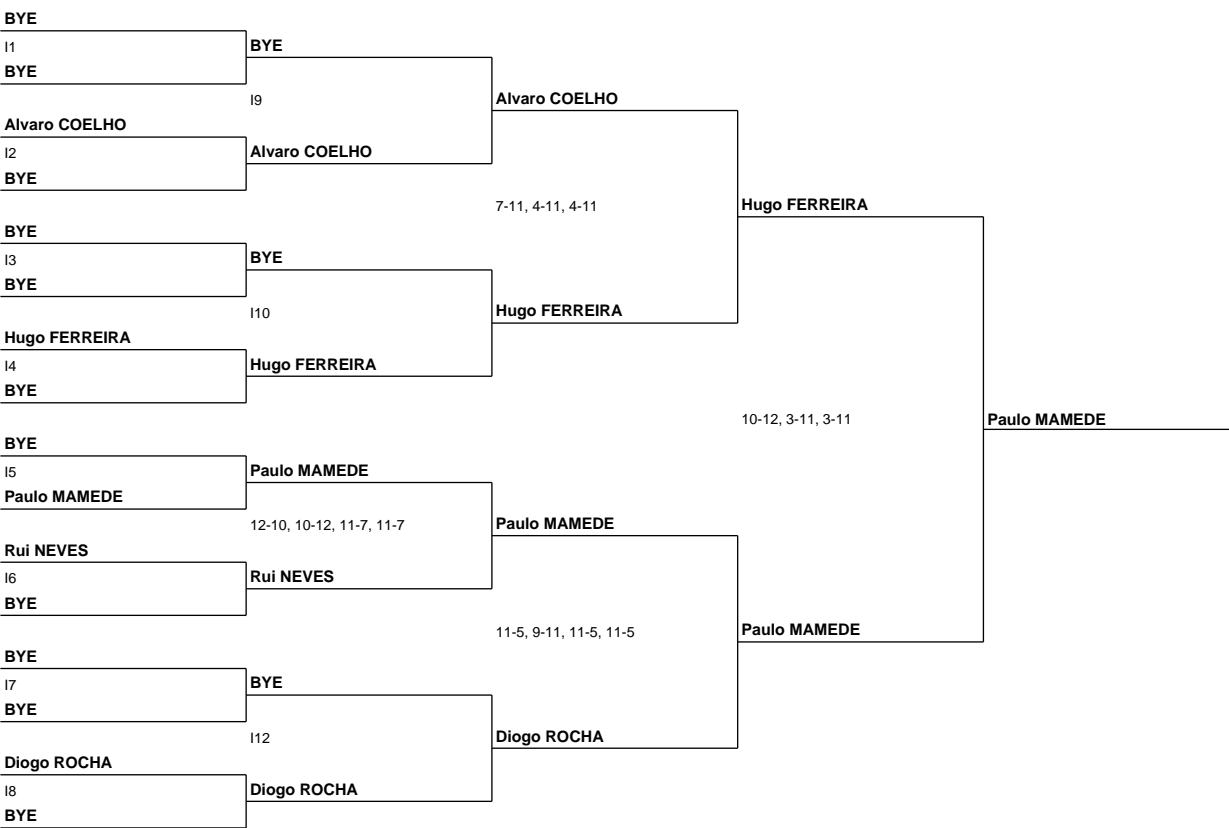 BYE
I1
BYE
BYE
I9
Alvaro COELHO
Alvaro COELHO
I2
Alvaro COELHO
BYE
7-11, 4-11, 4-11
Hugo FERREIRA
BYE
I3
BYE
BYE
I10
Hugo FERREIRA
Hugo FERREIRA
I4
Hugo FERREIRA
BYE
10-12, 3-11, 3-11
Paulo MAMEDE
BYE
I5
Paulo MAMEDE
Paulo MAMEDE
12-10, 10-12, 11-7, 11-7
Paulo MAMEDE
Rui NEVES
I6
Rui NEVES
BYE
11-5, 9-11, 11-5, 11-5
Paulo MAMEDE
BYE
I7
BYE
BYE
I12
Diogo ROCHA
Diogo ROCHA
I8
Diogo ROCHA
BYE